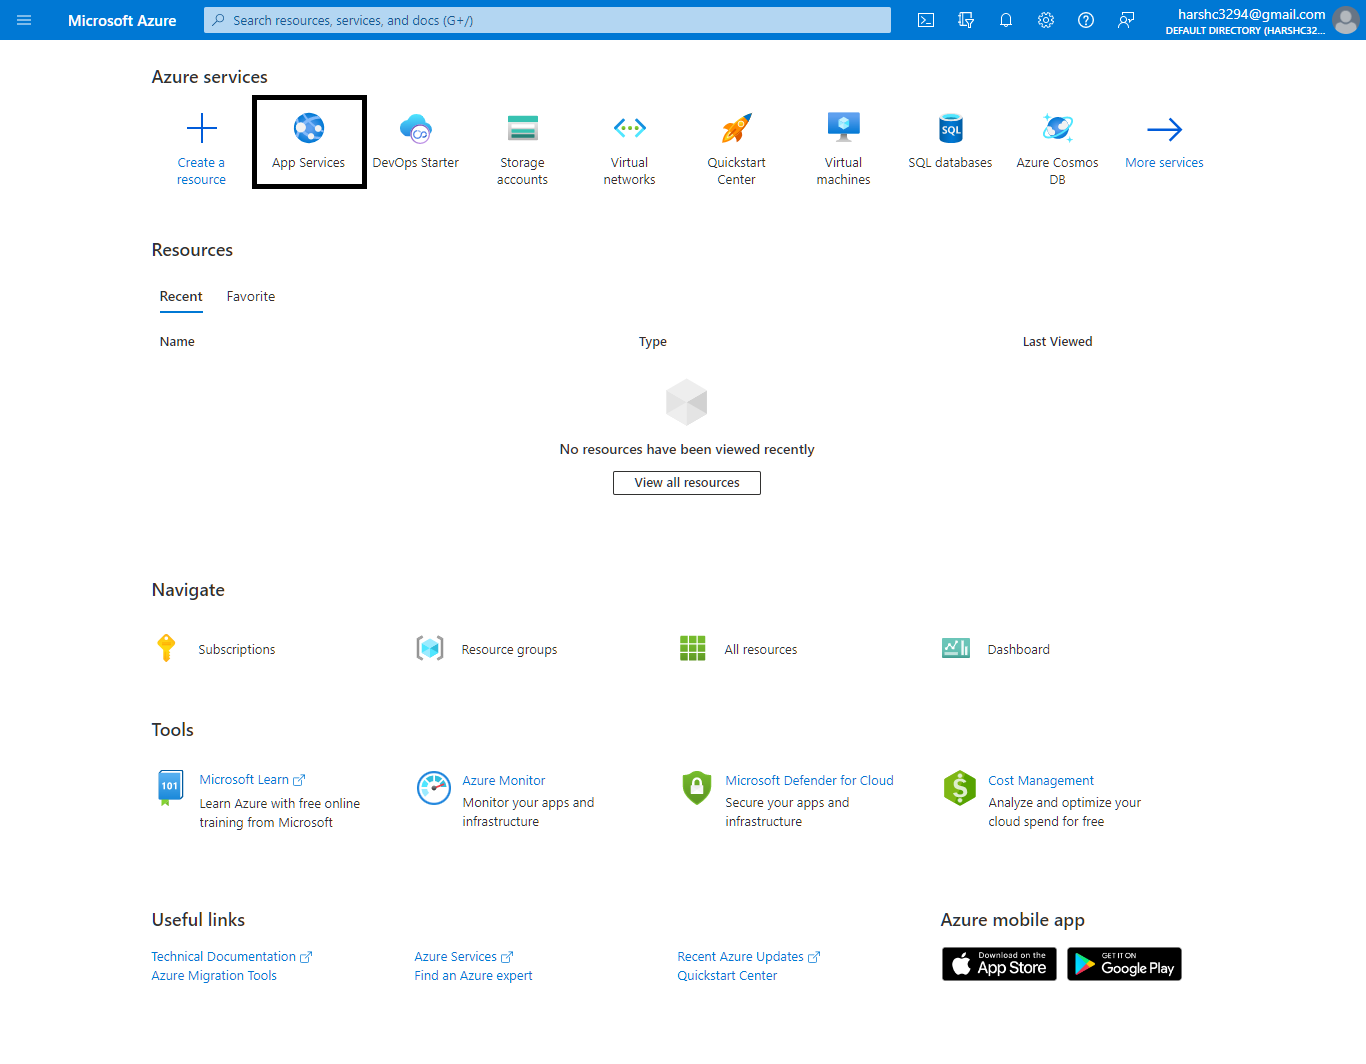 Microsoft Azure
Search resources, services, and docs (G+/)
harshc3294@gmail.com
DEFAULT DIRECTORY (HARSHC32...
Azure services
Create a
resource
App Services
DevOps Starter
Storage
accounts
Virtual
networks
Quickstart
Center
Virtual
machines
SQL
SQL databases
Azure Cosmos
DB
More services
Resources
Recent
Favorite
Name
Type
Last Viewed
No resources have been viewed recently
View all resources
Navigate
Subscriptions
Resource groups
All resources
Dashboard
Tools
101
Microsoft Learn
Learn Azure with free online
training from Microsoft
Azure Monitor
Monitor your apps and
infrastructure
Microsoft Defender for Cloud
Secure your apps and
infrastructure
$
Cost Management
Analyze and optimize your
cloud spend for free
Useful links
Technical Documentation
Azure Migration Tools
Azure Services
Find an Azure expert
Recent Azure Updates
Quickstart Center
Azure mobile app
Download on the
App Store
GET IT ON
Google Play